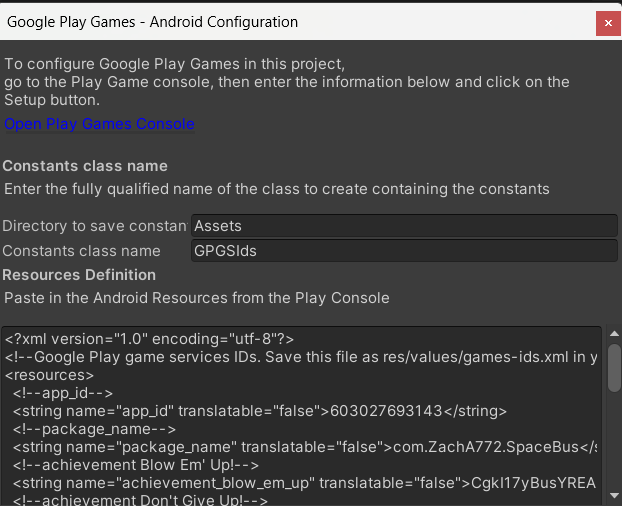 Google Play Games - Android Configuration
To configure Google Play Games in this project,
go to the Play Game console, then enter the information below and click on the
Setup button.
Open Play Games Console
Constants class name
Enter the fully qualified name of the class to create containing the constants
Directory to save constan Assets
Constants class name GPGSIds
Resources Definition
Paste in the Android Resources from the Play Console
<?xml version="1.0" encoding="utf-8"?>
<!--Google Play game services IDs. Save this file as res/values/games-ids.xml in y
<resources>
<!--app_id-->
<string name="app_id" translatable="false">603027693143</string>
<!--package_name-->
<string name="package_name" translatable="false">com.ZachA772.SpaceBus</s
<!--achievement Blow Em' Up!-->
<string name="achievement_blow_em_up" translatable="false">CgkI17yBusYREA
<!--achievement Don't Give Up!-->